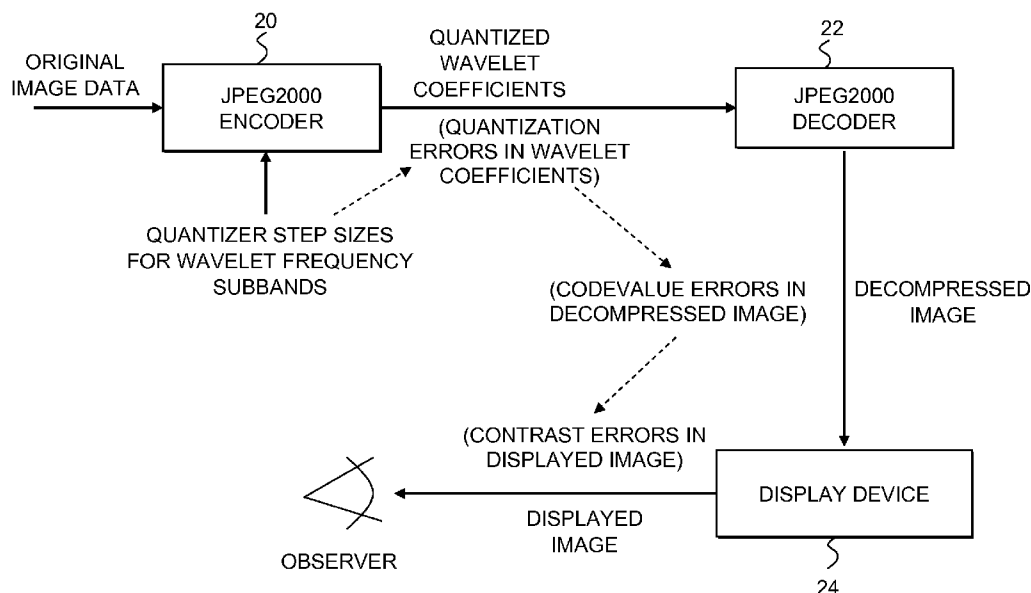 20
ORIGINAL
IMAGE DATA
JPEG2000
ENCODER
QUANTIZED
WAVELET
COEFFICIENTS
(QUANTIZATION
ERRORS IN WAVELET
COEFFICIENTS)
22
JPEG2000
DECODER
QUANTIZER STEP SIZES
FOR WAVELET FREQUENCY
SUBBANDS
(CODEVALUE ERRORS IN
DECOMPRESSED IMAGE)
DECOMPRESSED
IMAGE
(CONTRAST ERRORS IN
DISPLAYED IMAGE)
DISPLAY DEVICE
24
DISPLAYED
IMAGE
OBSERVER